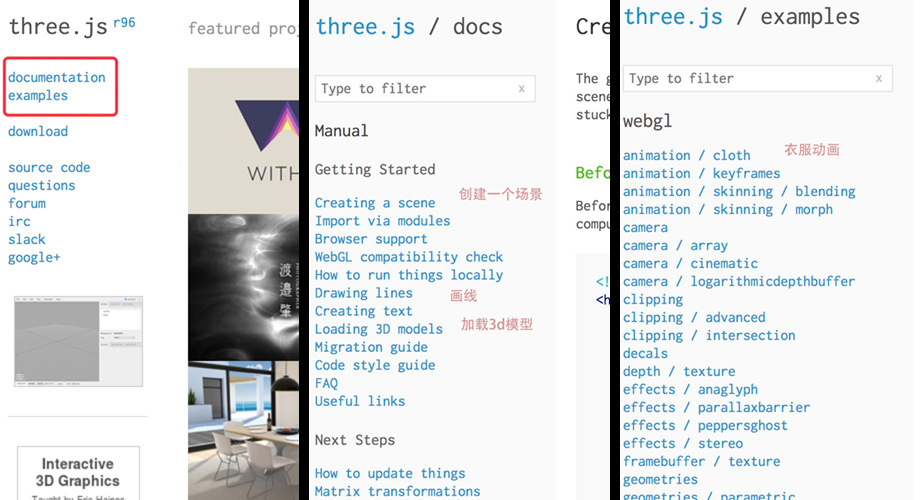 three.js r96
documentation
examples
download
source code
questions
forum
irc
slack
google+
Interactive
3D Graphics
featured proj
WITH
渡邉肇
three.js / docs
Type to filter x
Manual
Getting Started
Creating a scene 创建一个场景
Import via modules
Browser support
WebGL compatibility check
How to run things locally
Drawing lines 画线
Creating text
Loading 3D models 加载3d模型
Migration guide
Code style guide
FAQ
Useful links
Next Steps
How to update things
Matrix transformations
Cre
The g
scene
stuck
Befo
Befor
compu
<!
<h
three.js / examples
Type to filter x
webgl
animation / cloth 衣服动画
animation / keyframes
animation / skinning / blending
animation / skinning / morph
camera
camera / array
camera / cinematic
camera / logarithmicdepthbuffer
clipping
clipping / advanced
clipping / intersection
decals
depth / texture
effects / anaglyph
effects / parallaxbarrier
effects / peppersghost
effects / stereo
framebuffer / texture
geometries
geometries / parametric